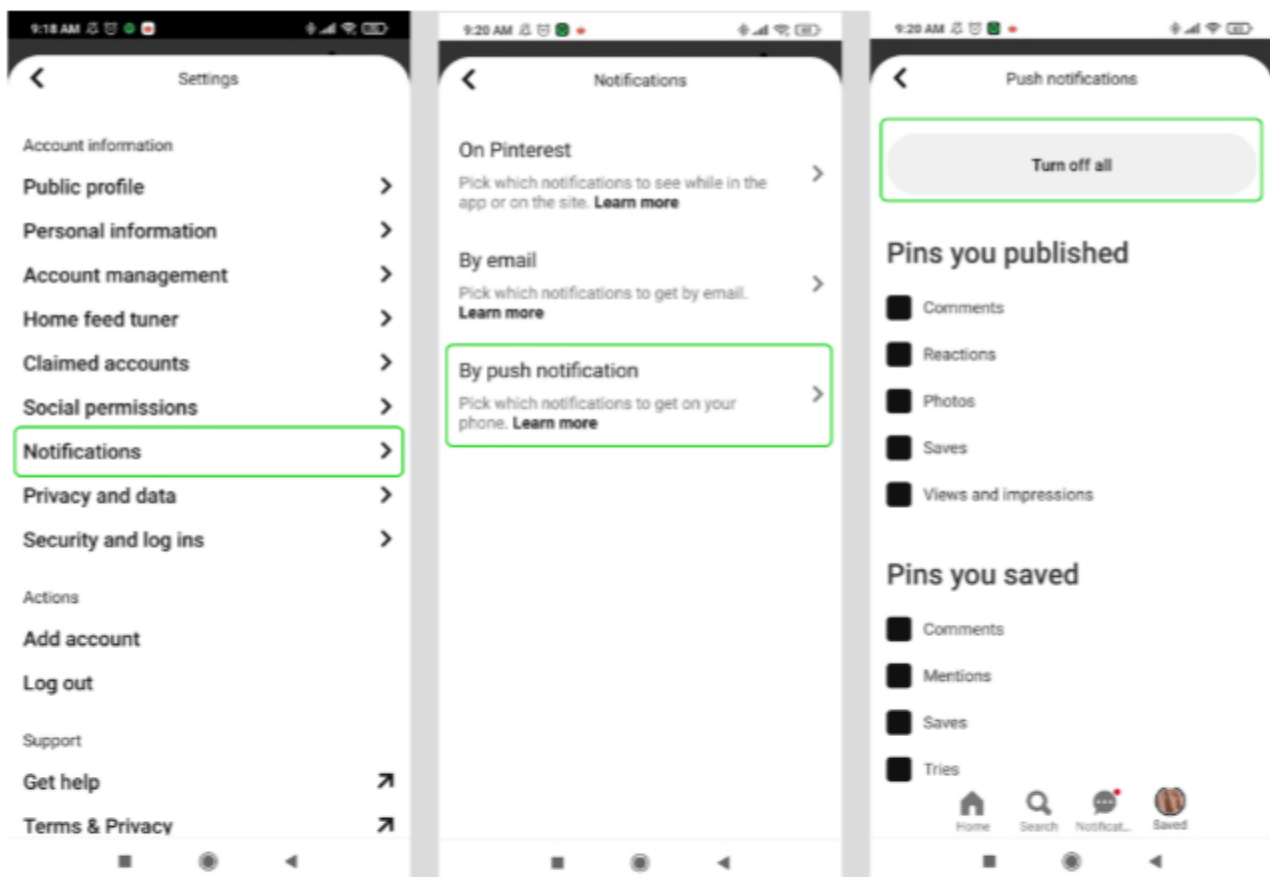 9:18 AM
Settings
Account information
Public profile
Personal information
Account management
Home feed tuner
Claimed accounts
Social permissions
Notifications
Privacy and data
Security and log ins
Actions
Add account
Log out
Support
Get help
Terms & Privacy
9:20 AM
Notifications
On Pinterest
Pick which notifications to see while in the
app or on the site. Learn more
By email
Pick which notifications to get by email.
Learn more
By push notification
Pick which notifications to get on your
phone. Learn more
9:20 AM
Push notifications
Turn off all
Pins you published
Comments
Reactions
Photos
Saves
Views and impressions
Pins you saved
Comments
Mentions
Saves
Tries
Home Search Notificat... Saved